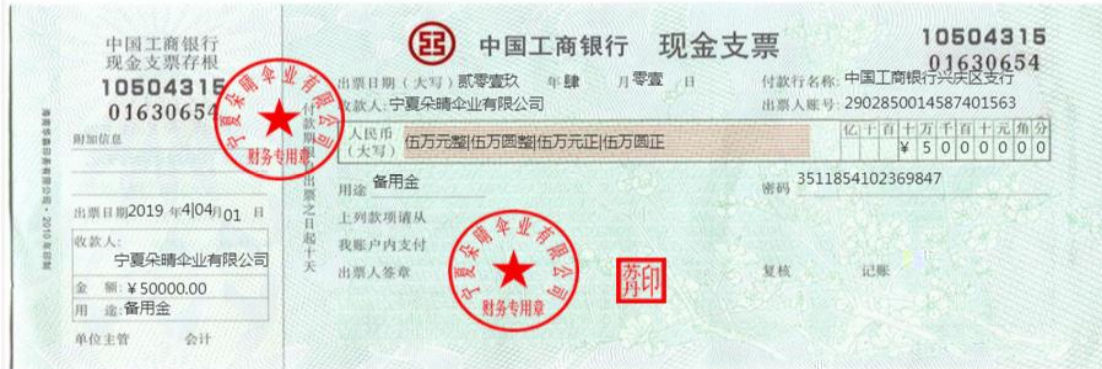 中国工商银行
现金支票存根
10504315
01630654
附加信息
出票日期2019 年4|04月01 日
收款人:
宁夏朵晴伞业有限公司
金 额:¥50000.00
用 途:备用金
单位主管 会计
宁夏朵晴伞业有限公司
财务专用章
付款期限自出票之日起十天
中国工商银行 现金支票
10504315
01630654
出票日期(大写)贰零壹玖 年肆 月零壹 日
付款行名称:中国工商银行兴庆区支行
收款人:宁夏朵晴伞业有限公司
出票人账号:2902850014587401563
人民币
(大写)
伍万元整|伍万圆整|伍万元正|伍万圆正
亿千百十万千百十元角分
¥5000000
用途 备用金
密码 3511854102369847
上列款项请从
我账户内支付
出票人签章
宁夏朵晴伞业有限公司
财务专用章
苏丹印
复核 记账